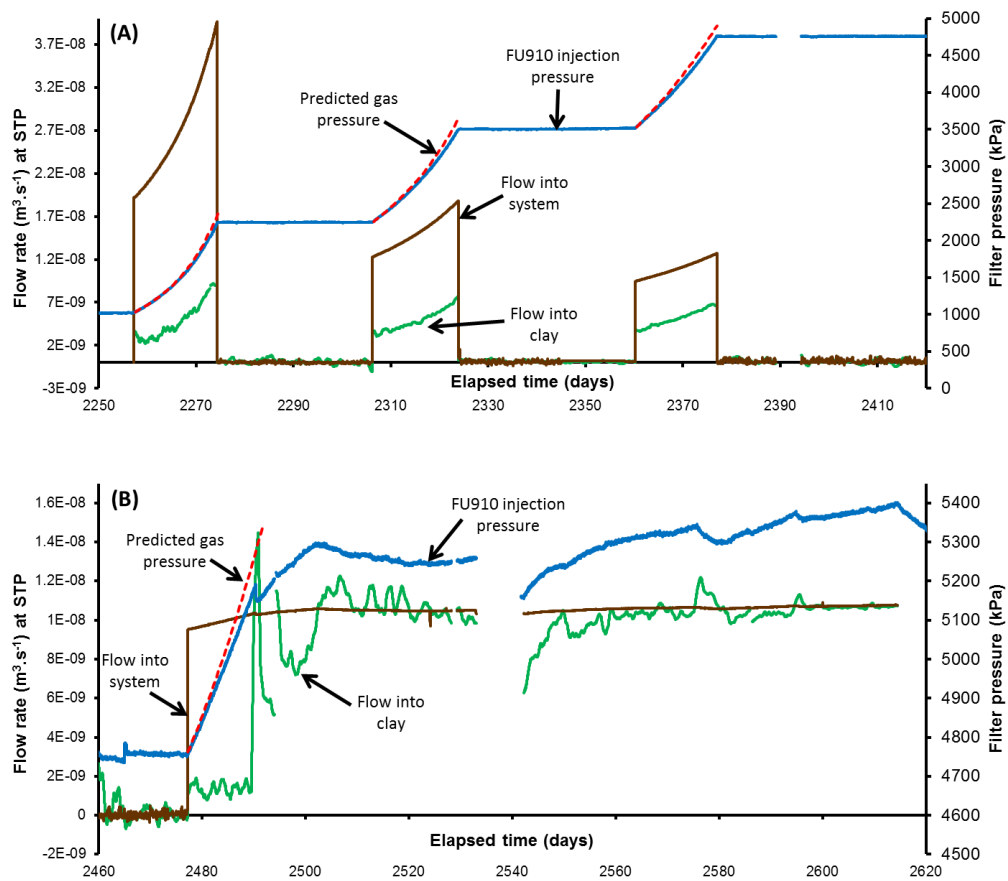 (A)
Flow rate (m³.s⁻¹) at STP
3.7E-08
3.2E-08
2.7E-08
2.2E-08
1.7E-08
1.2E-08
7E-09
2E-09
-3E-09
FU910 injection
pressure
Predicted gas
pressure
Flow into
system
Flow into
clay
5000
4500
4000
3500
3000
2500
2000
1500
1000
500
0
Filter pressure (kPa)
Elapsed time (days)
2250 2270 2290 2310 2330 2350 2370 2390 2410
(B)
Flow rate (m³.s⁻¹) at STP
1.6E-08
1.4E-08
1.2E-08
1E-08
8E-09
6E-09
4E-09
2E-09
0
-2E-09
FU910 injection
pressure
Predicted gas
pressure
Flow into
system
Flow into
clay
5400
5300
5200
5100
5000
4900
4800
4700
4600
4500
Filter pressure (kPa)
Elapsed time (days)
2460 2480 2500 2520 2540 2560 2580 2600 2620